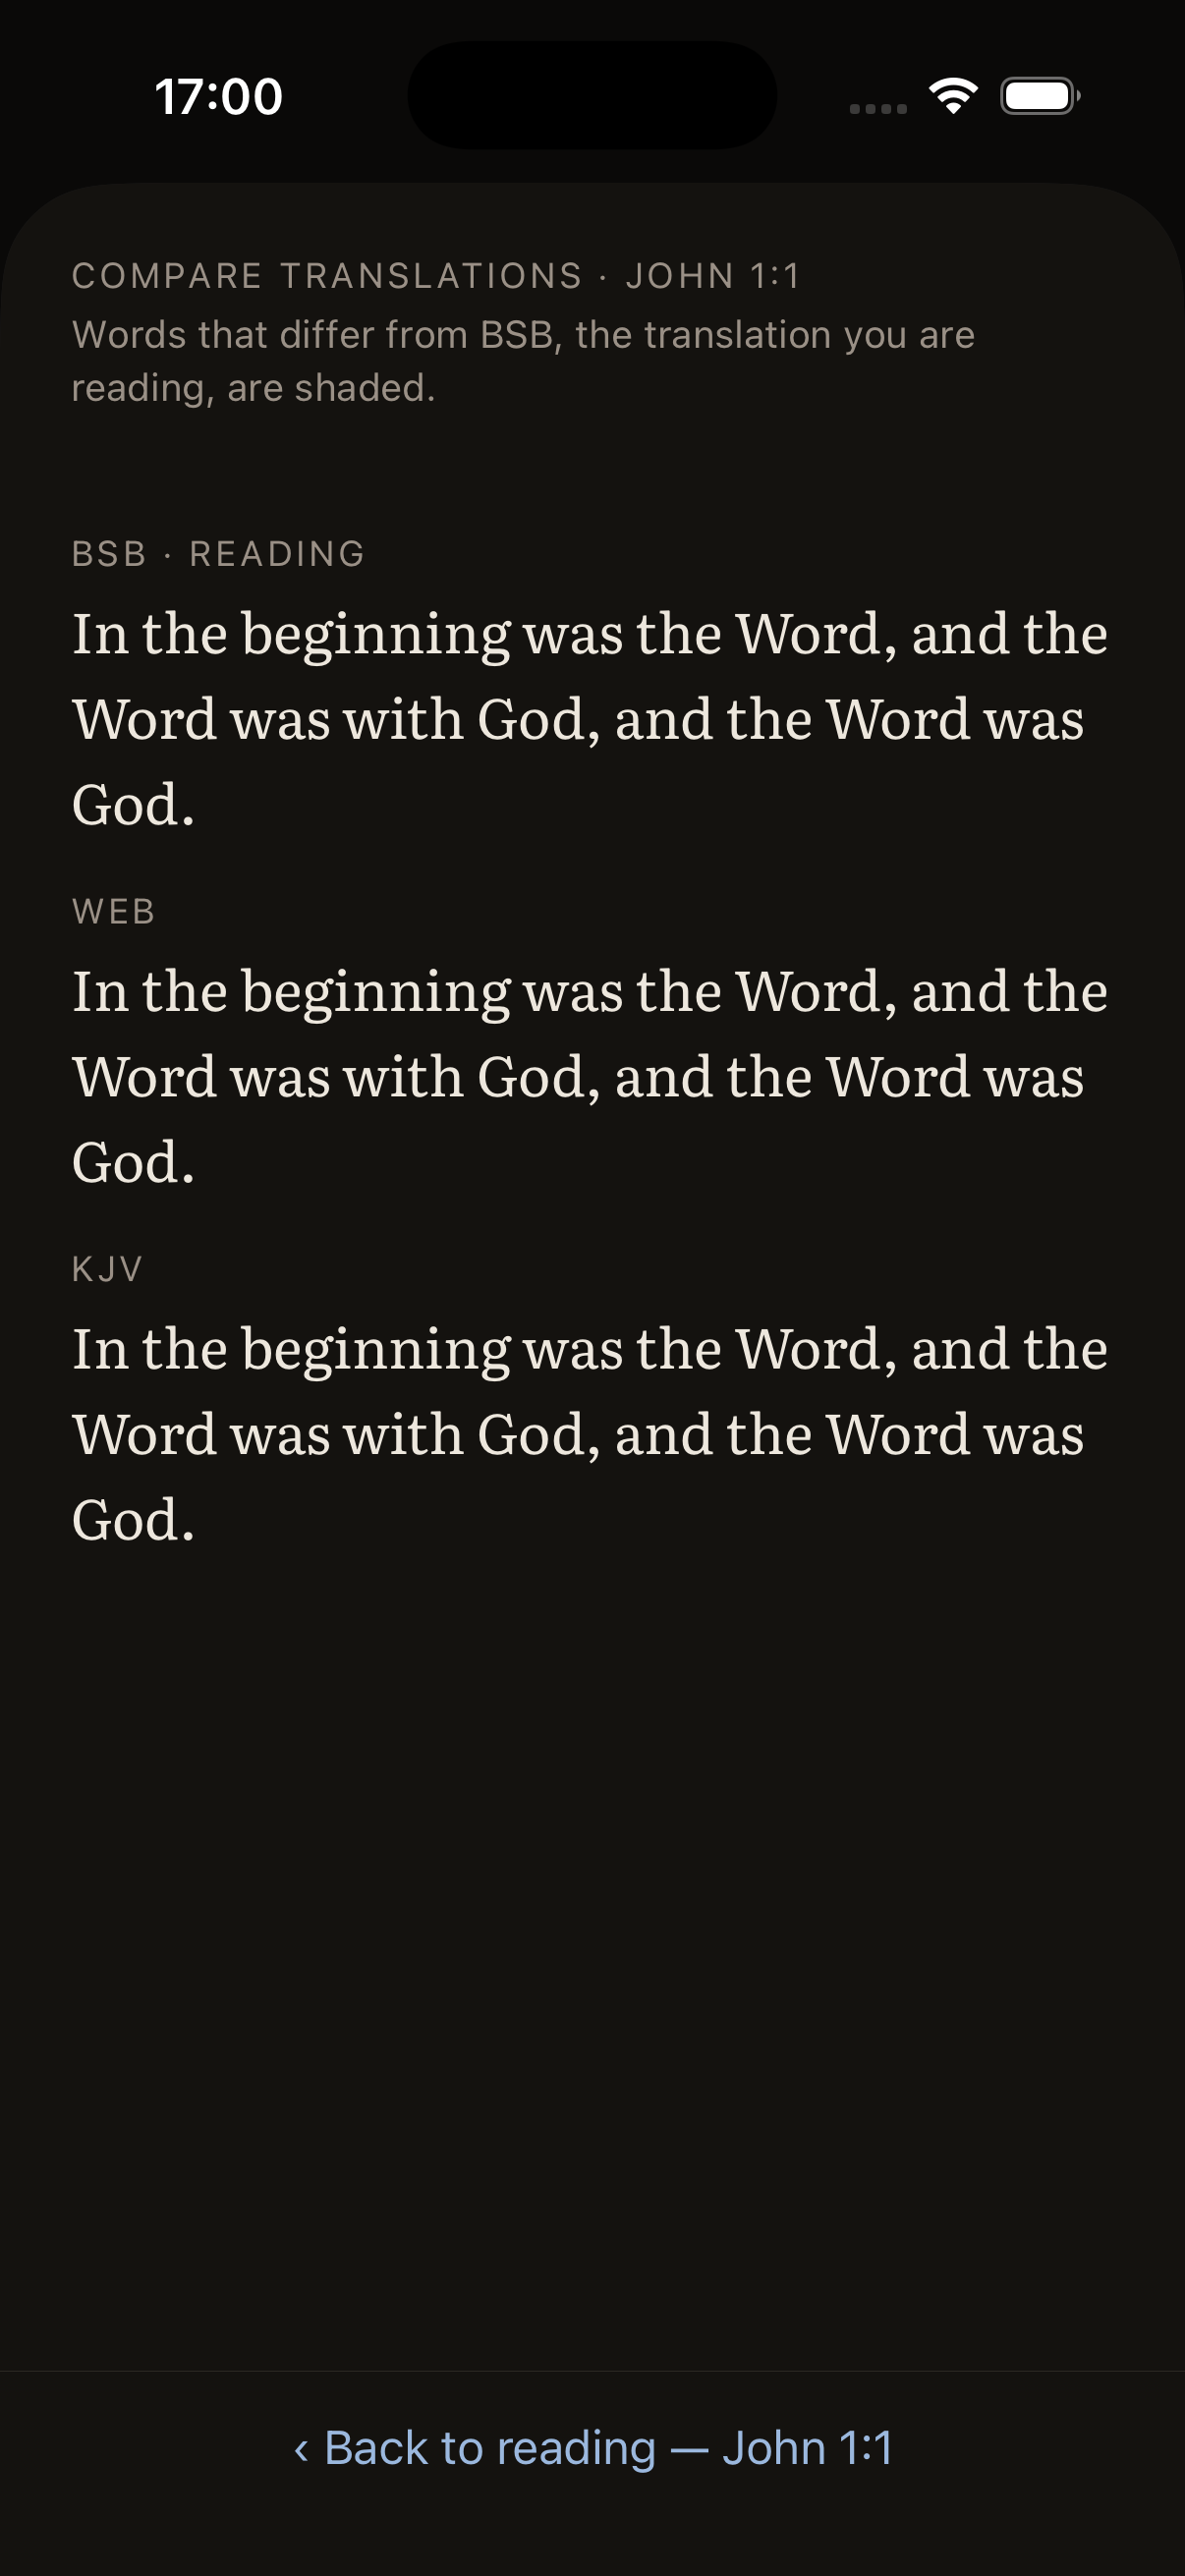 17:00
COMPARE TRANSLATIONS · JOHN 1:1
Words that differ from BSB, the translation you are
reading, are shaded.
BSB · READING
In the beginning was the Word, and the
Word was with God, and the Word was
God.
WEB
In the beginning was the Word, and the
Word was with God, and the Word was
God.
KJV
In the beginning was the Word, and the
Word was with God, and the Word was
God.
‹ Back to reading — John 1:1